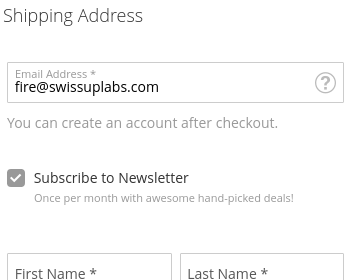 Shipping Address
Email Address *
fire@swissuplabs.com
?
You can create an account after checkout.
Subscribe to Newsletter
Once per month with awesome hand-picked deals!
First Name * Last Name *